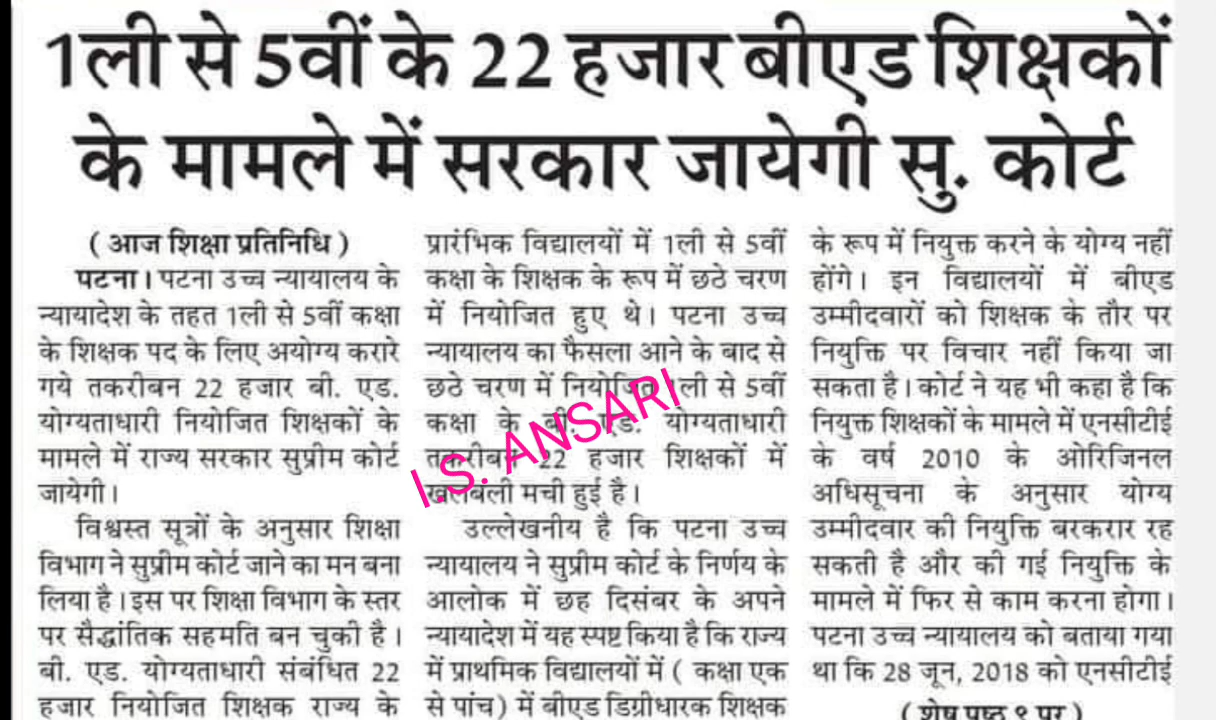 1ली से 5वीं के 22 हजार बीएड शिक्षकों
के मामले में सरकार जायेगी सु. कोर्ट
( आज शिक्षा प्रतिनिधि )
पटना। पटना उच्च न्यायालय के
न्यायादेश के तहत 1ली से 5वीं कक्षा
के शिक्षक पद के लिए अयोग्य करारे
गये तकरीबन 22 हजार बी. एड.
योग्यताधारी नियोजित शिक्षकों के
मामले में राज्य सरकार सुप्रीम कोर्ट
जायेगी।
विश्वस्त सूत्रों के अनुसार शिक्षा
विभाग ने सुप्रीम कोर्ट जाने का मन बना
लिया है। इस पर शिक्षा विभाग के स्तर
पर सैद्धांतिक सहमति बन चुकी है।
बी. एड. योग्यताधारी संबंधित 22
हजार नियोजित शिक्षक राज्य के
प्रारंभिक विद्यालयों में 1ली से 5वीं
कक्षा के शिक्षक के रूप में छठे चरण
में नियोजित हुए थे। पटना उच्च
न्यायालय का फैसला आने के बाद से
छठे चरण में नियोजित 1ली से 5वीं
कक्षा के बी. एड. योग्यताधारी
तकरीबन 22 हजार शिक्षकों में
खलबली मची हुई है।
उल्लेखनीय है कि पटना उच्च
न्यायालय ने सुप्रीम कोर्ट के निर्णय के
आलोक में छह दिसंबर के अपने
न्यायादेश में यह स्पष्ट किया है कि राज्य
में प्राथमिक विद्यालयों में ( कक्षा एक
से पांच) में बीएड डिग्रीधारक शिक्षक
के रूप में नियुक्त करने के योग्य नहीं
होंगे। इन विद्यालयों में बीएड
उम्मीदवारों को शिक्षक के तौर पर
नियुक्ति पर विचार नहीं किया जा
सकता है। कोर्ट ने यह भी कहा है कि
नियुक्त शिक्षकों के मामले में एनसीटीई
के वर्ष 2010 के ओरिजिनल
अधिसूचना के अनुसार योग्य
उम्मीदवार की नियुक्ति बरकरार रह
सकती है और की गई नियुक्ति के
मामले में फिर से काम करना होगा।
पटना उच्च न्यायालय को बताया गया
था कि 28 जून, 2018 को एनसीटीई
( शेष पृष्ठ ९ पर )
I.S. ANSARI